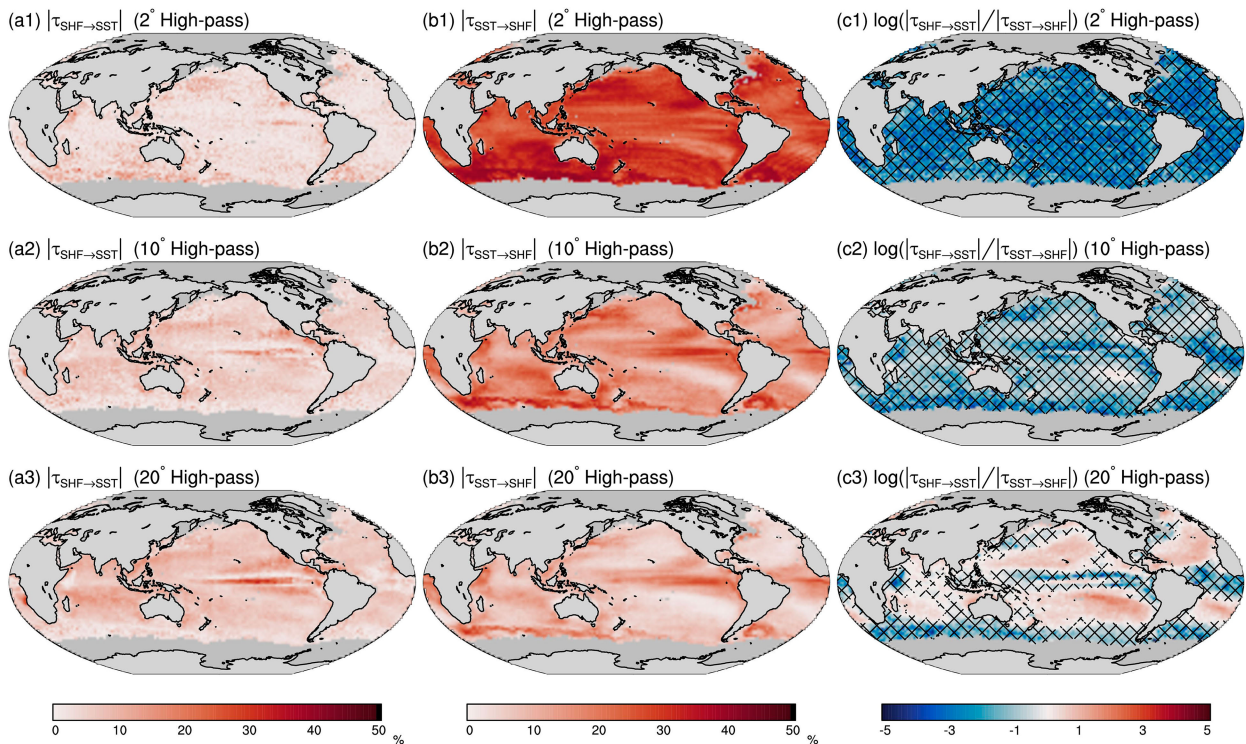 (a1) |τSHF→SST| (2° High-pass)
(b1) |τSST→SHF| (2° High-pass)
(c1) log(|τSHF→SST|/|τSST→SHF|) (2° High-pass)
(a2) |τSHF→SST| (10° High-pass)
(b2) |τSST→SHF| (10° High-pass)
(c2) log(|τSHF→SST|/|τSST→SHF|) (10° High-pass)
(a3) |τSHF→SST| (20° High-pass)
(b3) |τSST→SHF| (20° High-pass)
(c3) log(|τSHF→SST|/|τSST→SHF|) (20° High-pass)
0 10 20 30 40 50
%
0 10 20 30 40 50
%
-5 -3 -1 1 3 5